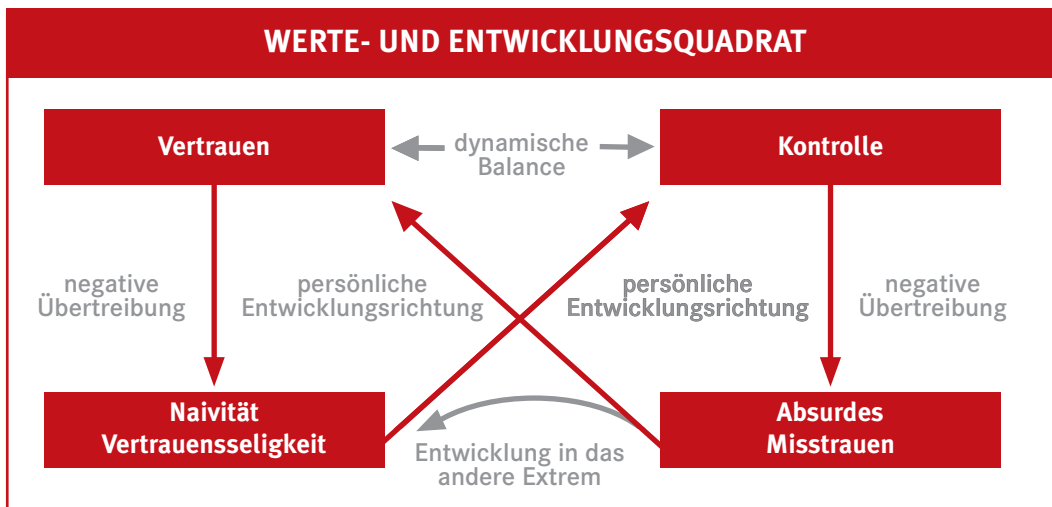 WERTE- UND ENTWICKLUNGSQUADRAT
Vertrauen
dynamische
Balance
Kontrolle
negative
Übertreibung
persönliche
Entwicklungsrichtung
persönliche
Entwicklungsrichtung
negative
Übertreibung
Naivität
Vertrauensseligkeit
Entwicklung in das
andere Extrem
Absurdes
Misstrauen